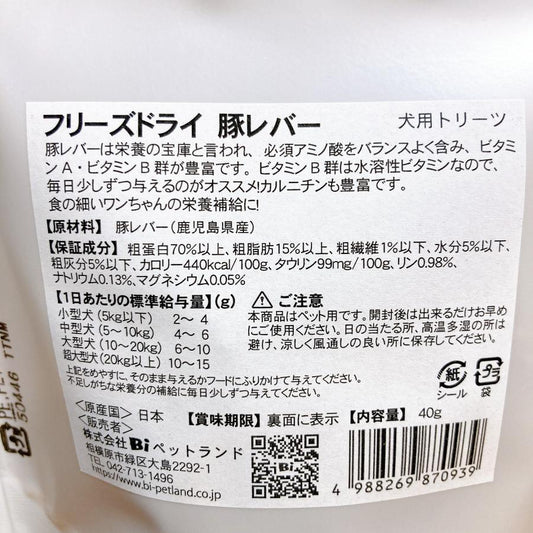 フリーズドライ 豚レバー 犬用トリーツ
豚レバーは栄養の宝庫と言われ、必須アミノ酸をバランスよく含み、ビタミ
ンA・ビタミンB群が豊富です。ビタミンB群は水溶性ビタミンなので、
毎日少しずつ与えるのがオススメ!カルニチンも豊富です。
食の細いワンちゃんの栄養補給に!
【原材料】豚レバー(鹿児島県産)
【保証成分】粗蛋白70%以上、粗脂肪15%以上、粗繊維1%以下、水分5%以下、
粗灰分5%以下、カロリー440kcal/100g、タウリン99mg/100g、リン0.98%、
ナトリウム0.13%、マグネシウム0.05%
【1日あたりの標準給与量】(g)
小型犬(5kg以下) 2〜4
中型犬(5〜10kg) 4〜6
大型犬(10〜20kg) 6〜10
超大型犬(20kg以上) 10〜15
上記をめやすに、そのまま与えるかフードにふりかけて与えてください。
不足しがちな栄養分の補給に毎日少しずつ与えてください。
ご注意
本商品はペット用です。開封後は出来るだけお早め
にご使用下さい。日の当たる所、高温多湿の所は
避け、涼しく風通しの良い所に保存してください。
紙
シール
袋
<原産国>日本 【賞味期限】裏面に表示 【内容量】40g
<販売者>
株式会社Biペットランド
相模原市緑区大島2292-1
TEL.042-713-1496
www.bi-petland.co.jp
4 988269 870939
50446 YTNM